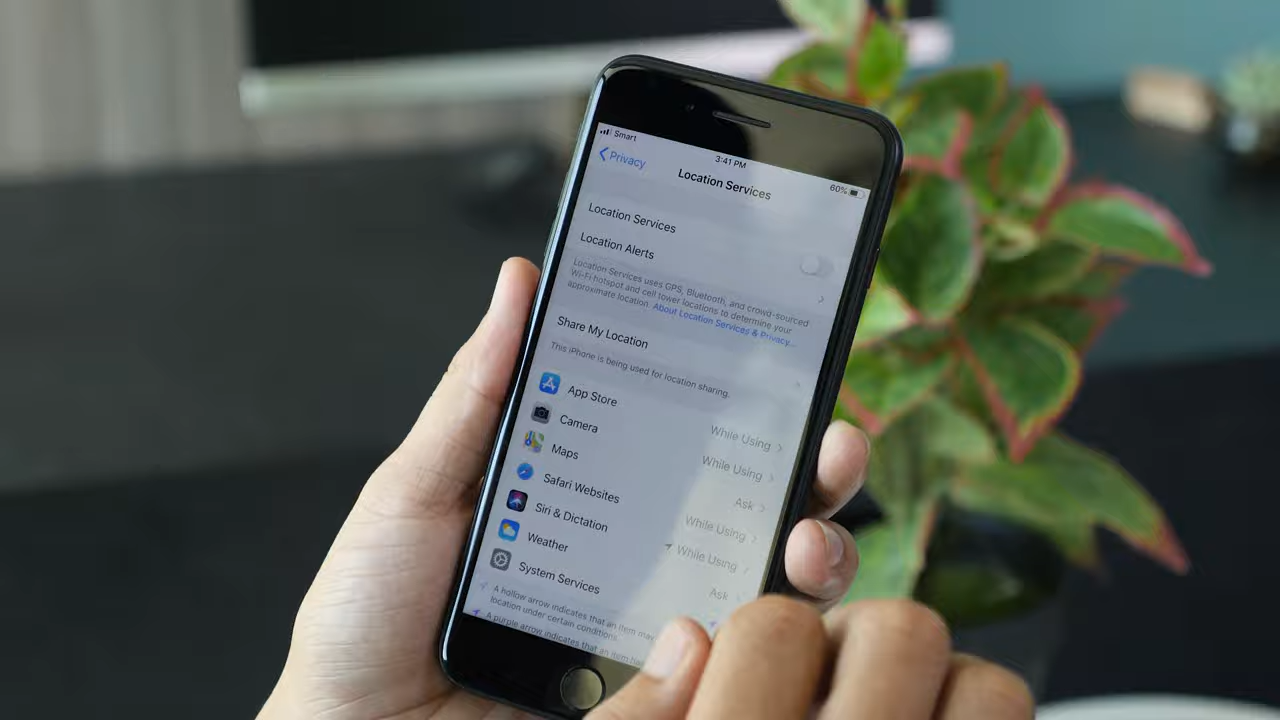 Smart
3:41 PM
60%
Privacy
Location Services
Location Services
Location Alerts
Location Services uses GPS, Bluetooth, and crowd-sourced
Wi-Fi hotspot and cell tower locations to determine your
approximate location. About Location Services & Privacy...
Share My Location
This iPhone is being used for location sharing.
App Store While Using
Camera While Using
Maps Ask
Safari Websites While Using
Siri & Dictation While Using
Weather Ask
System Services
A hollow arrow indicates that an item may
location under certain conditions.
A purple arrow indicates that an item has